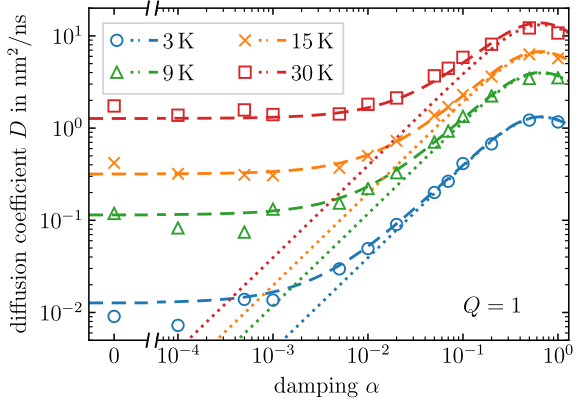 diffusion coefficient D in nm²/ns
10¹
10⁰
10⁻¹
10⁻²
3 K
15 K
9 K
30 K
Q = 1
0
10⁻⁴
10⁻³
10⁻²
10⁻¹
10⁰
damping α